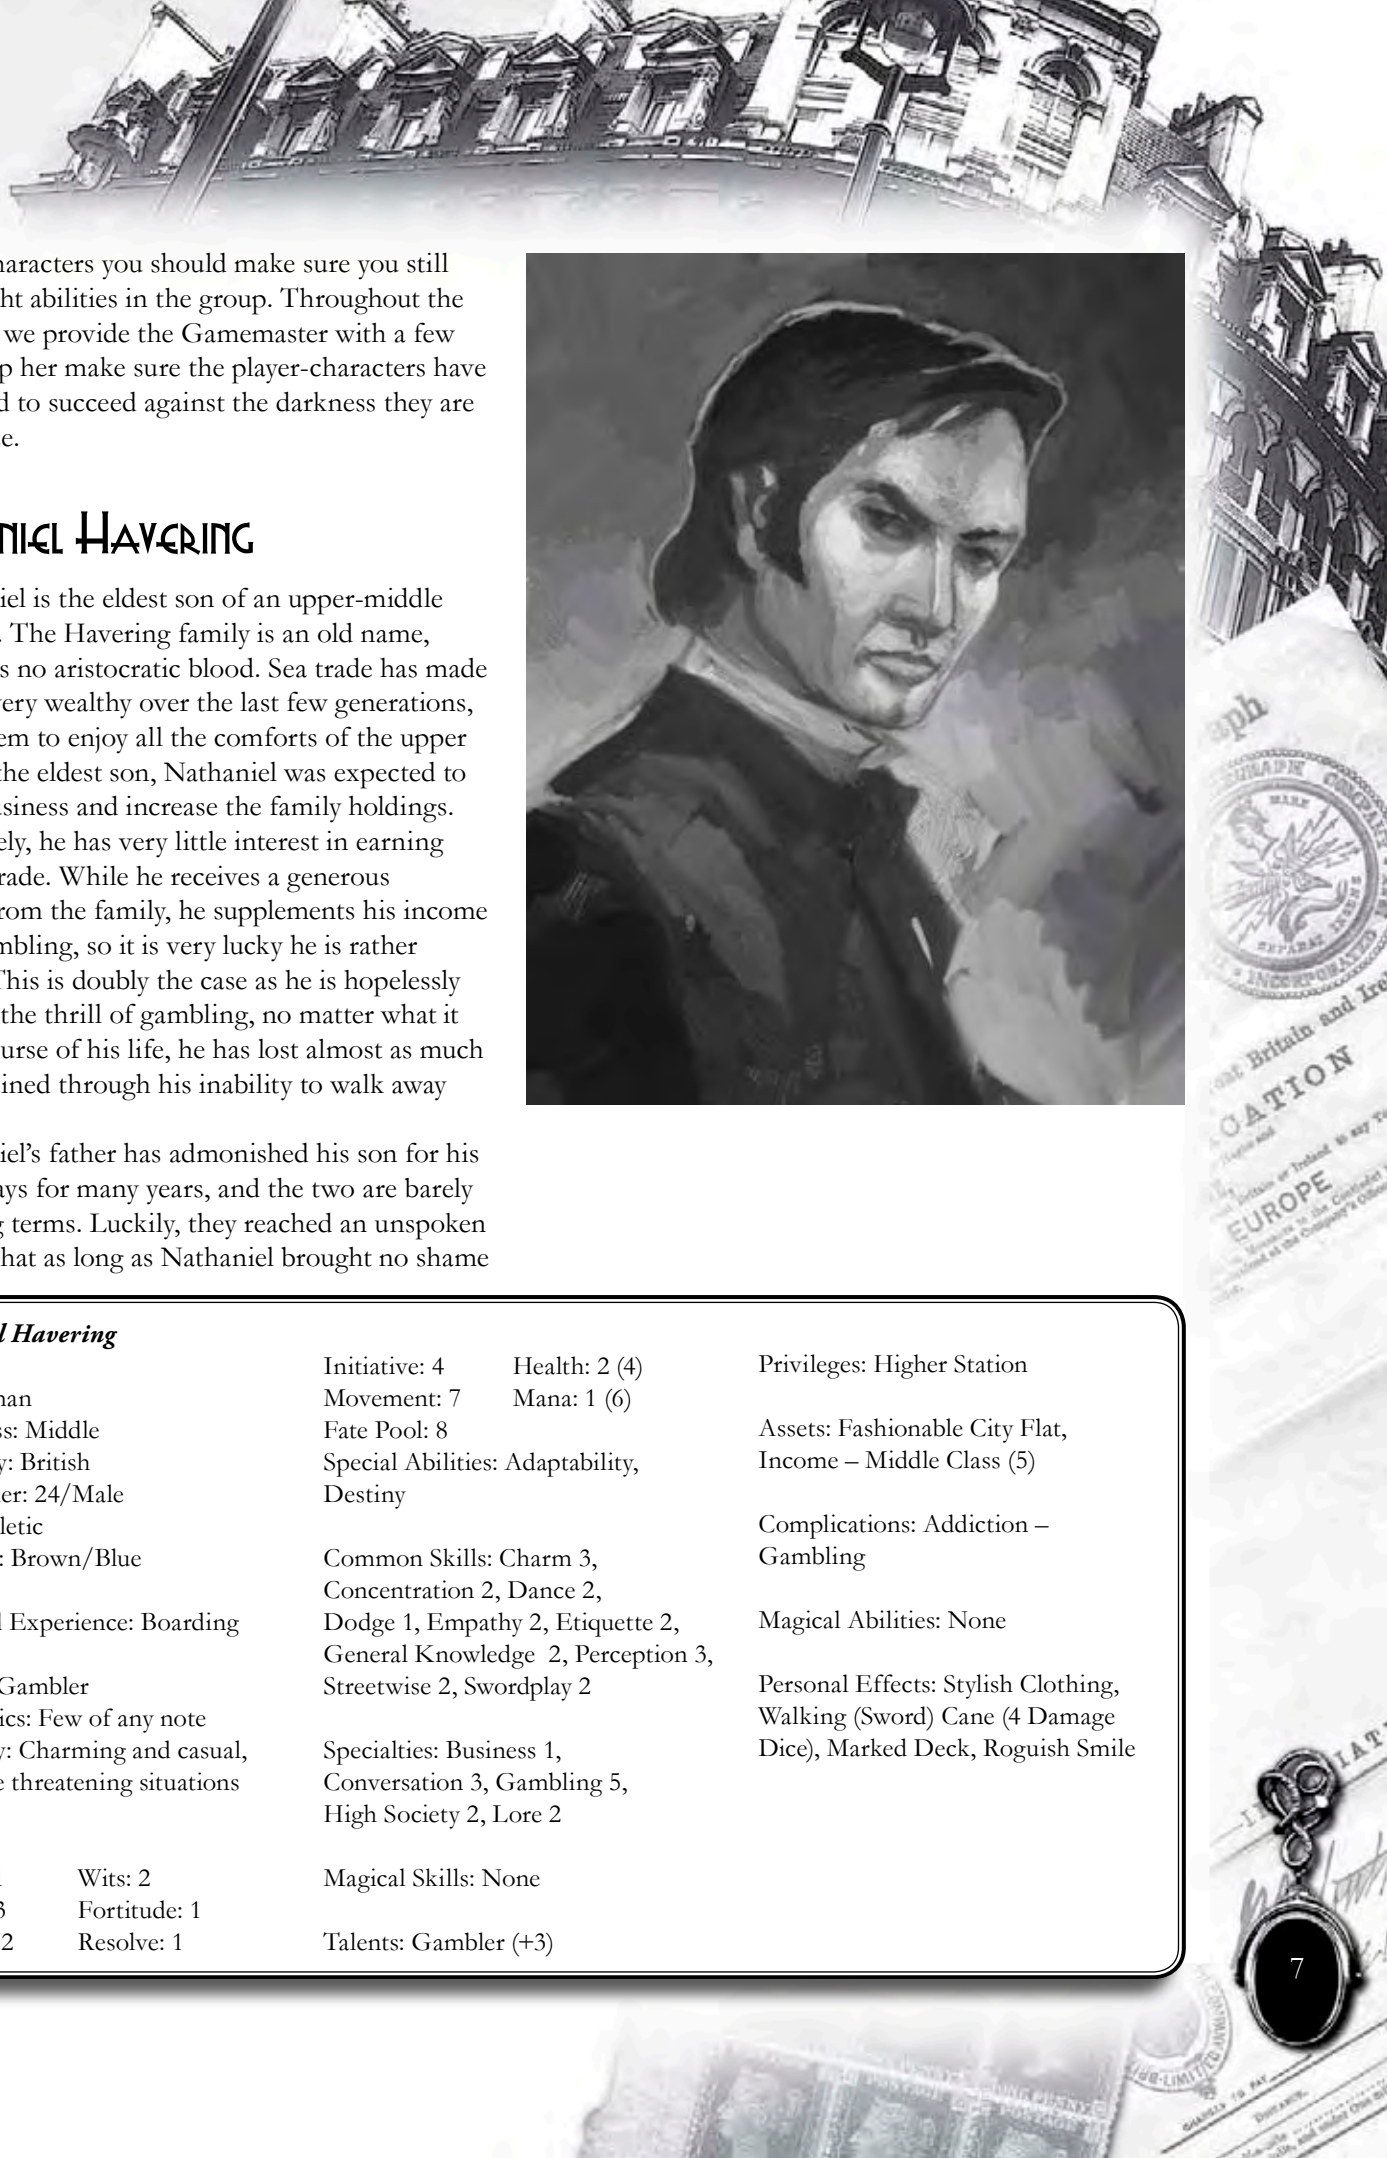 haracters you should make sure you still
ht abilities in the group. Throughout the
we provide the Gamemaster with a few
p her make sure the player-characters have
d to succeed against the darkness they are
e.
niel Havering
iel is the eldest son of an upper-middle
. The Havering family is an old name,
s no aristocratic blood. Sea trade has made
very wealthy over the last few generations,
em to enjoy all the comforts of the upper
the eldest son, Nathaniel was expected to
usiness and increase the family holdings.
ely, he has very little interest in earning
rade. While he receives a generous
rom the family, he supplements his income
mbling, so it is very lucky he is rather
This is doubly the case as he is hopelessly
the thrill of gambling, no matter what it
urse of his life, he has lost almost as much
ined through his inability to walk away
iel’s father has admonished his son for his
ays for many years, and the two are barely
g terms. Luckily, they reached an unspoken
hat as long as Nathaniel brought no shame
l Havering
nan
ss: Middle
y: British
er: 24/Male
letic
: Brown/Blue
l Experience: Boarding
Gambler
ics: Few of any note
y: Charming and casual,
e threatening situations
Wits: 2
3 Fortitude: 1
2 Resolve: 1
Initiative: 4 Health: 2 (4)
Movement: 7 Mana: 1 (6)
Fate Pool: 8
Special Abilities: Adaptability,
Destiny
Common Skills: Charm 3,
Concentration 2, Dance 2,
Dodge 1, Empathy 2, Etiquette 2,
General Knowledge 2, Perception 3,
Streetwise 2, Swordplay 2
Specialties: Business 1,
Conversation 3, Gambling 5,
High Society 2, Lore 2
Magical Skills: None
Talents: Gambler (+3)
Privileges: Higher Station
Assets: Fashionable City Flat,
Income – Middle Class (5)
Complications: Addiction –
Gambling
Magical Abilities: None
Personal Effects: Stylish Clothing,
Walking (Sword) Cane (4 Damage
Dice), Marked Deck, Roguish Smile
aph
COMPANY
MARK
INCORPORATED
Britain and Ire
CATION
EUROPE
IAT
7